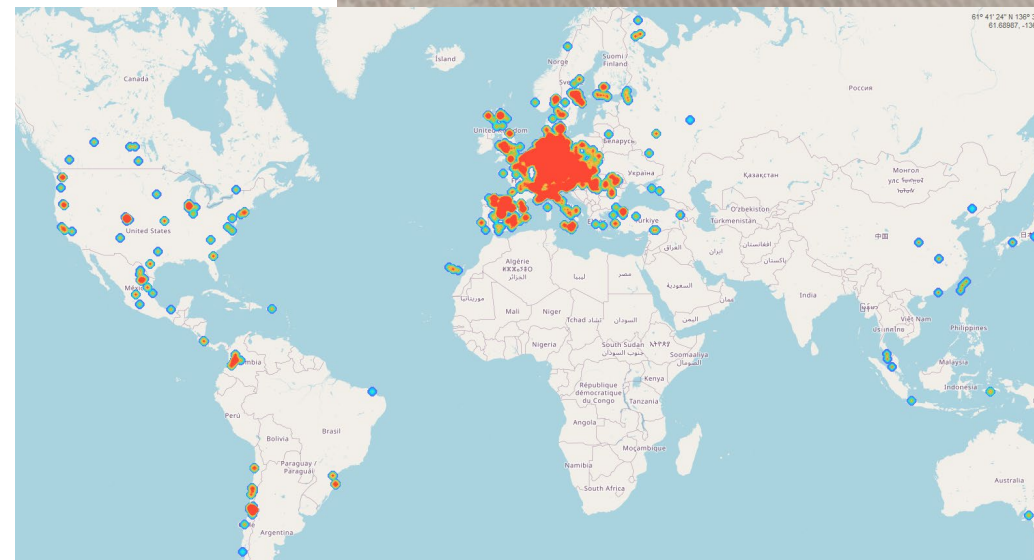 61° 41' 24" N 136°
61.68987, -13
Ísland
Norge
Suomi /
Finland
Canada
Россия
United Kingdom
Беларусь
Україна
Қазақстан
Монгол
улс
O'zbekiston
Türkiye
Türkmenistan
United States
中国
العراق
ایران
افغانستان
پاکستان
Algérie
الجزائر
ليبيا
مصر
السعودية
México
موريتانيا
India
عمان
Mali
Niger
Tchad تشاد
السودان
اليمن
Việt Nam
Philippines
Nigeria
South Sudan
جنوب السودان
Soomaaliya
الصومال
Malaysia
Kenya
République
démocratique
du Congo
Indonesia
Tanzania
Perú
Brasil
Angola
Bolivia
Moçambique
Paraguay /
Paraguái
Namibia
Australia
South Africa
Argentina